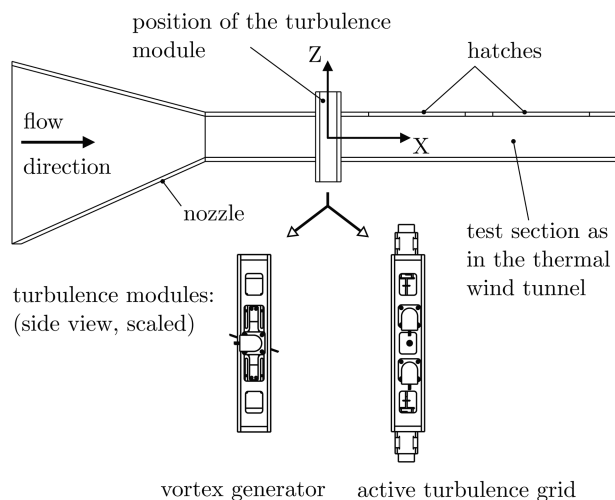 position of the turbulence
module
Z
hatches
flow
direction
X
nozzle
test section as
in the thermal
wind tunnel
turbulence modules:
(side view, scaled)
vortex generator
active turbulence grid